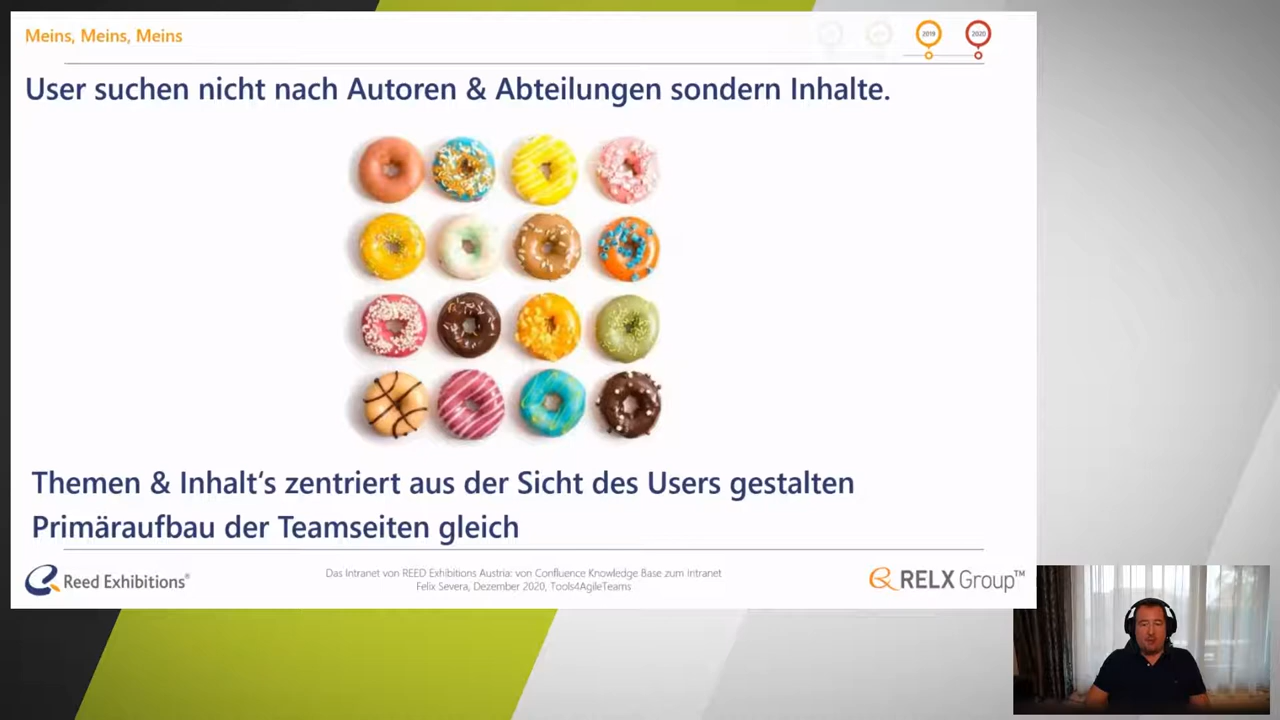 Meins, Meins, Meins
2019
2020
User suchen nicht nach Autoren & Abteilungen sondern Inhalte.
Themen & Inhalt‘s zentriert aus der Sicht des Users gestalten
Primäraufbau der Teamseiten gleich
Reed Exhibitions®
Das Intranet von REED Exhibitions Austria: von Confluence Knowledge Base zum Intranet
Felix Severa, Dezember 2020, Tools4AgileTeams
RELX Group™